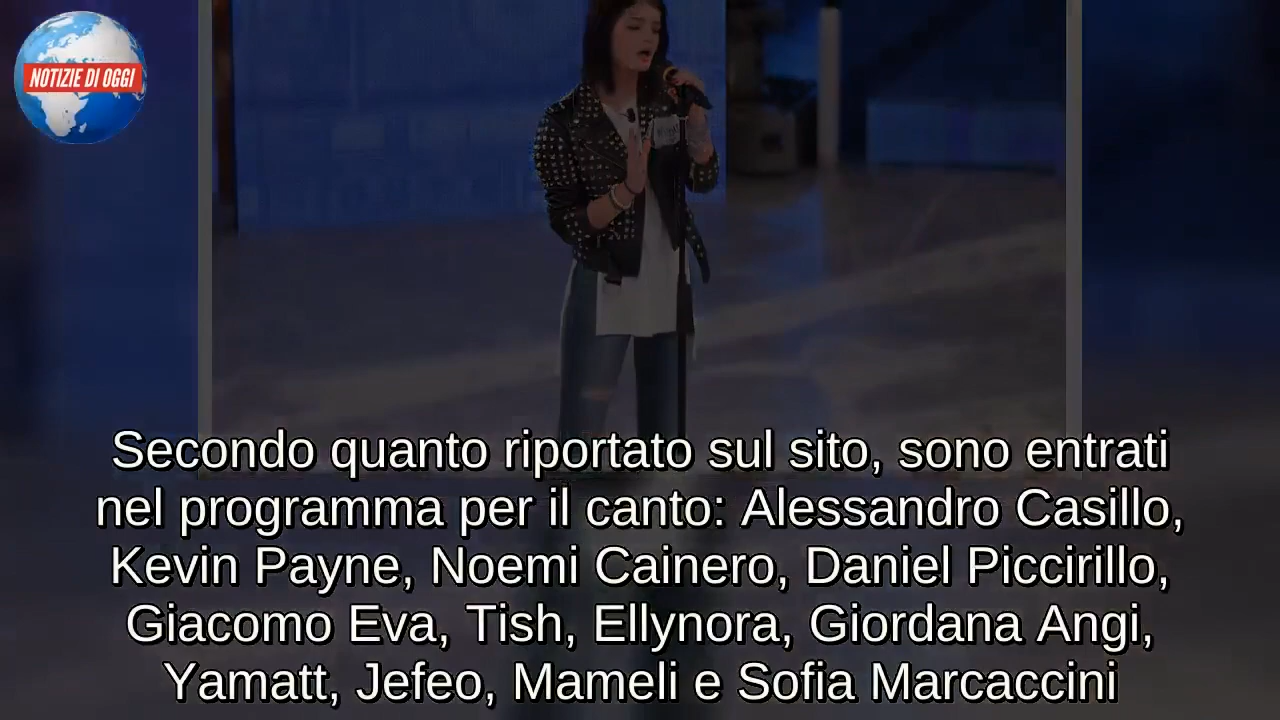 NOTIZIE DI OGGI
Secondo quanto riportato sul sito, sono entrati
nel programma per il canto: Alessandro Casillo,
Kevin Payne, Noemi Cainero, Daniel Piccirillo,
Giacomo Eva, Tish, Ellynora, Giordana Angi,
Yamatt, Jefeo, Mameli e Sofia Marcaccini